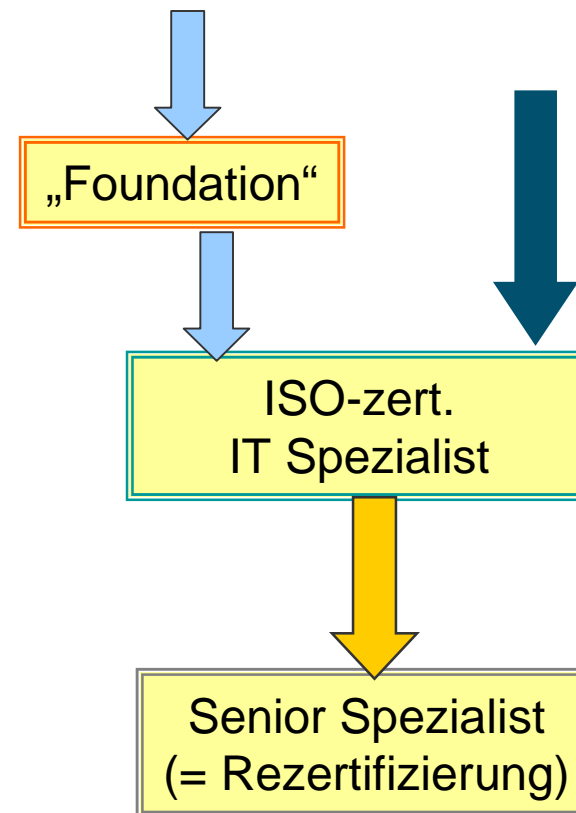 „Foundation“
ISO-zert.
IT Spezialist
Senior Spezialist
(= Rezertifizierung)